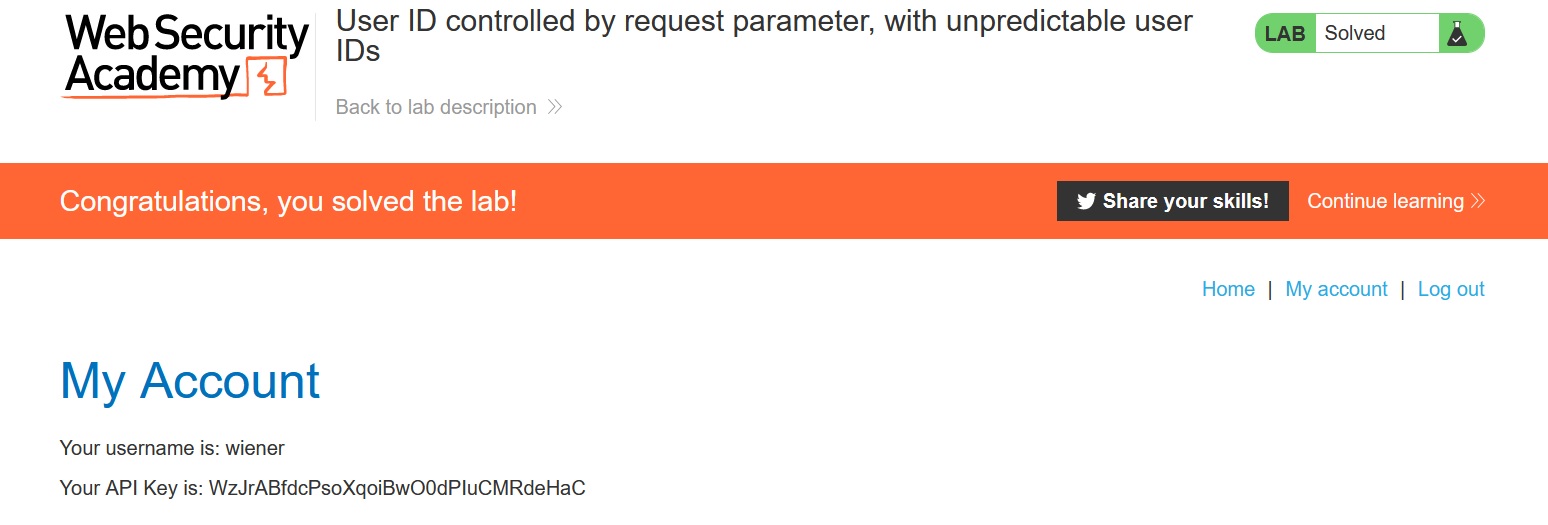 Web Security
Academy
User ID controlled by request parameter, with unpredictable user
IDs
Back to lab description
LAB Solved
Congratulations, you solved the lab!
Share your skills! Continue learning
Home | My account | Log out
My Account
Your username is: wiener
Your API Key is: WzJrABfdcPsoXqoiBwO0dPIuCMRdeHaC